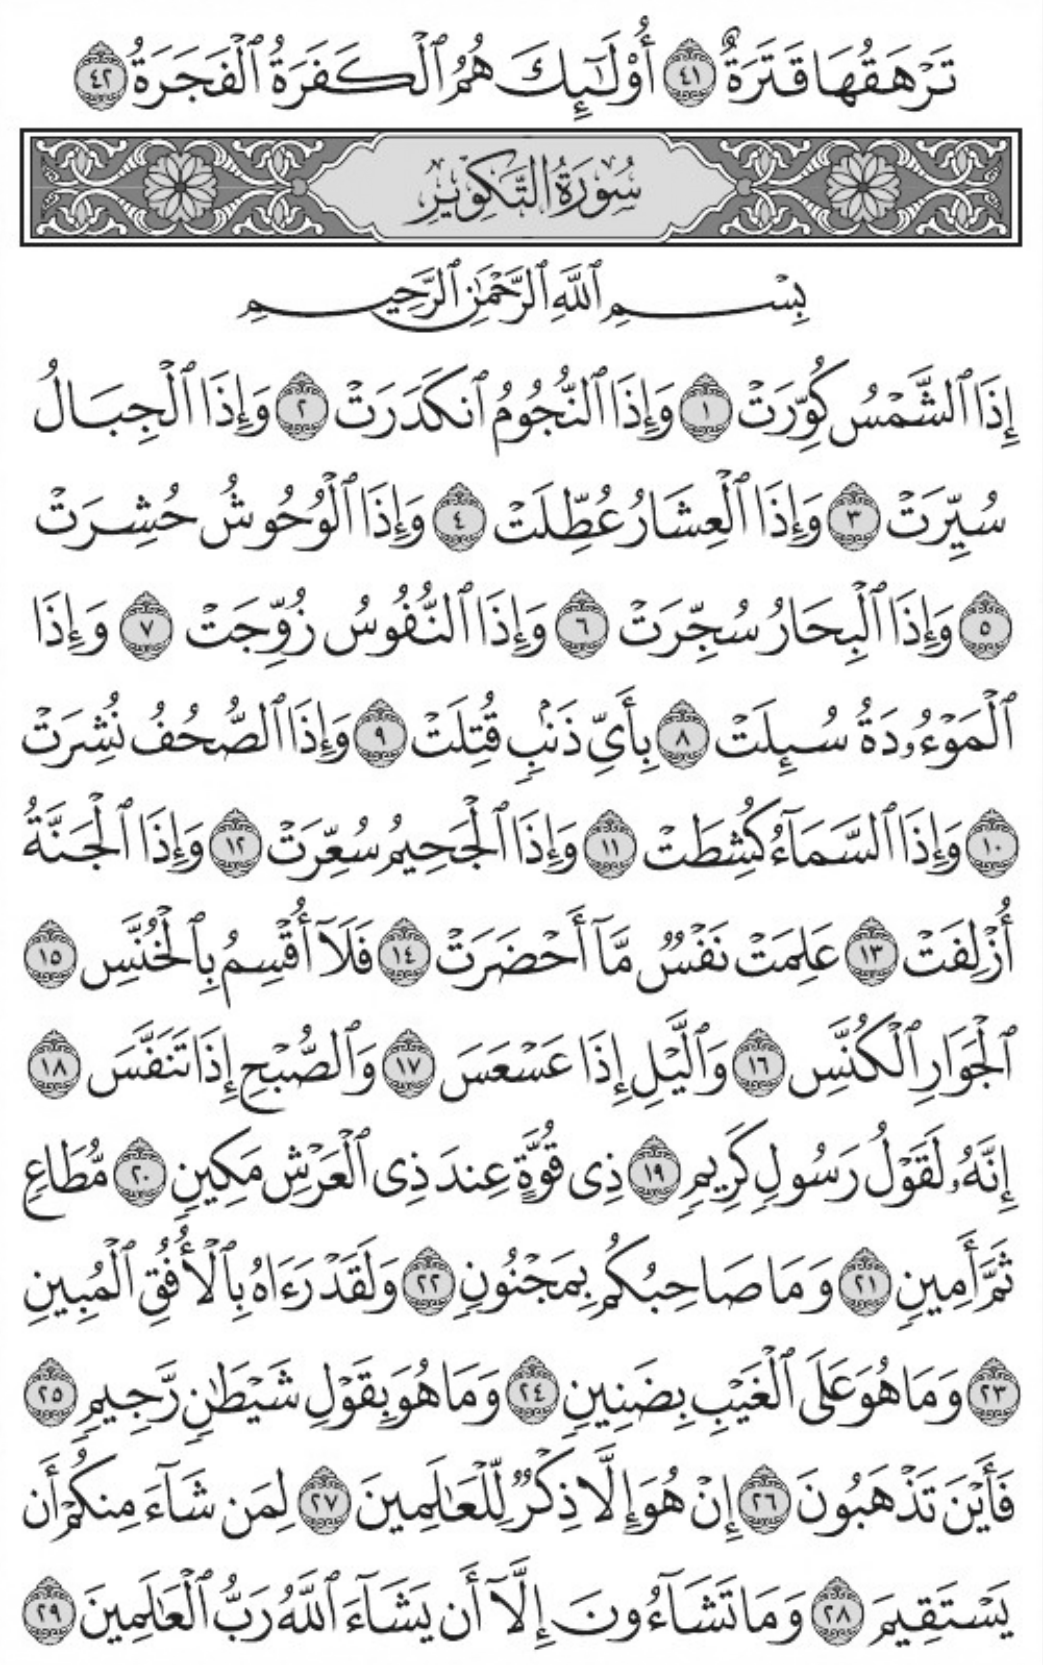 تَرْهَقُهَا قَتَرَةٌ ٤١ أُو۟لَـٰٓئِكَ هُمُ ٱلْكَفَرَةُ ٱلْفَجَرَةُ ٤٢
سُورَةُ التَّكْوِيرِ
بِسْمِ ٱللَّهِ ٱلرَّحْمَـٰنِ ٱلرَّحِيمِ
إِذَا ٱلشَّمْسُ كُوِّرَتْ ١ وَإِذَا ٱلنُّجُومُ ٱنكَدَرَتْ ٢ وَإِذَا ٱلْجِبَالُ
سُيِّرَتْ ٣ وَإِذَا ٱلْعِشَارُ عُطِّلَتْ ٤ وَإِذَا ٱلْوُحُوشُ حُشِرَتْ
٥ وَإِذَا ٱلْبِحَارُ سُجِّرَتْ ٦ وَإِذَا ٱلنُّفُوسُ زُوِّجَتْ ٧ وَإِذَا
ٱلْمَوْءُۥدَةُ سُئِلَتْ ٨ بِأَىِّ ذَنۢبٍ قُتِلَتْ ٩ وَإِذَا ٱلصُّحُفُ نُشِرَتْ
١٠ وَإِذَا ٱلسَّمَآءُ كُشِطَتْ ١١ وَإِذَا ٱلْجَحِيمُ سُعِّرَتْ ١٢ وَإِذَا ٱلْجَنَّةُ
أُزْلِفَتْ ١٣ عَلِمَتْ نَفْسٌ مَّآ أَحْضَرَتْ ١٤ فَلَآ أُقْسِمُ بِٱلْخُنَّسِ ١٥
ٱلْجَوَارِ ٱلْكُنَّسِ ١٦ وَٱلَّيْلِ إِذَا عَسْعَسَ ١٧ وَٱلصُّبْحِ إِذَا تَنَفَّسَ ١٨
إِنَّهُۥ لَقَوْلُ رَسُولٍ كَرِيمٍ ١٩ ذِى قُوَّةٍ عِندَ ذِى ٱلْعَرْشِ مَكِينٍ ٢٠ مُّطَاعٍ
ثَمَّ أَمِينٍ ٢١ وَمَا صَاحِبُكُم بِمَجْنُونٍ ٢٢ وَلَقَدْ رَءَاهُ بِٱلْأُفُقِ ٱلْمُبِينِ
٢٣ وَمَا هُوَ عَلَى ٱلْغَيْبِ بِضَنِينٍ ٢٤ وَمَا هُوَ بِقَوْلِ شَيْطَـٰنٍ رَّجِيمٍ ٢٥
فَأَيْنَ تَذْهَبُونَ ٢٦ إِنْ هُوَ إِلَّا ذِكْرٌ لِّلْعَـٰلَمِينَ ٢٧ لِمَن شَآءَ مِنكُمْ أَن
يَسْتَقِيمَ ٢٨ وَمَا تَشَآءُونَ إِلَّآ أَن يَشَآءَ ٱللَّهُ رَبُّ ٱلْعَـٰلَمِينَ ٢٩